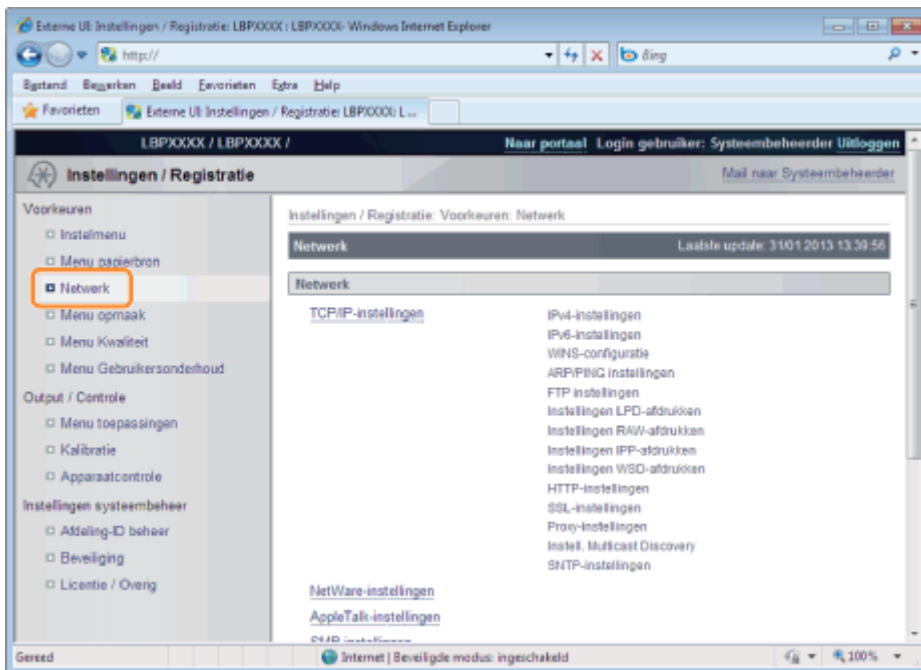 Externe UI: Instellingen / Registratie: LBPXXXX : LBPXXXX- Windows Internet Explorer
http://
Bing
Bestand Bewerken Beeld Favorieten Extra Help
Favorieten
Externe UI: Instellingen / Registratie: LBPXXXX: L...
LBPXXXX / LBPXXXX /
Naar portaal Login gebruiker: Systeembeheerder Uitloggen
Instellingen / Registratie
Mail naar Systeembeheerder
Voorkeuren
Instelmenu
Menu papierbron
Netwerk
Menu opmaak
Menu Kwaliteit
Menu Gebruikersonderhoud
Output / Controle
Menu toepassingen
Kalibratie
Apparaatcontrole
Instellingen systeembeheer
Afdeling-ID beheer
Beveiliging
Licentie / Overig
Instellingen / Registratie: Voorkeuren: Netwerk
Netwerk
Laatste update: 31/01 2013 13:39:56
Netwerk
TCP/IP-instellingen
IPv4-instellingen
IPv6-instellingen
WINS-configuratie
ARP/PING instellingen
FTP instellingen
Instellingen LPD-afdrukken
Instellingen RAW-afdrukken
Instellingen IPP-afdrukken
Instellingen WSD-afdrukken
HTTP-instellingen
SSL-instellingen
Proxy-instellingen
Instell. Multicast Discovery
SNTP-instellingen
NetWare-instellingen
AppleTalk-instellingen
SMB-instellingen
Gereed
Internet | Beveiligde modus: ingeschakeld
100%